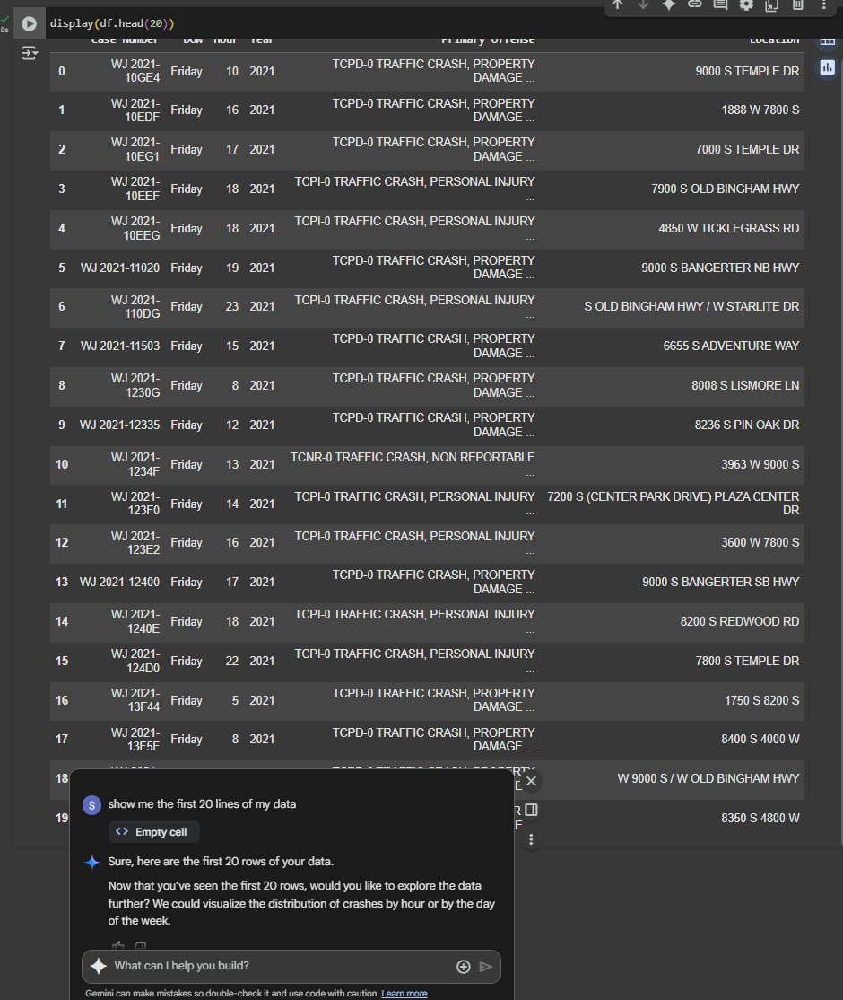 0s
display(df.head(20))
Case Number DOW Hour Year Primary Offense Location
0 WJ 2021-10GE4 Friday 10 2021 TCPD-0 TRAFFIC CRASH, PROPERTY DAMAGE ... 9000 S TEMPLE DR
1 WJ 2021-10EDF Friday 16 2021 TCPD-0 TRAFFIC CRASH, PROPERTY DAMAGE ... 1888 W 7800 S
2 WJ 2021-10EG1 Friday 17 2021 TCPD-0 TRAFFIC CRASH, PROPERTY DAMAGE ... 7000 S TEMPLE DR
3 WJ 2021-10EEF Friday 18 2021 TCPI-0 TRAFFIC CRASH, PERSONAL INJURY ... 7900 S OLD BINGHAM HWY
4 WJ 2021-10EEG Friday 18 2021 TCPI-0 TRAFFIC CRASH, PERSONAL INJURY ... 4850 W TICKLEGRASS RD
5 WJ 2021-11020 Friday 19 2021 TCPD-0 TRAFFIC CRASH, PROPERTY DAMAGE ... 9000 S BANGERTER NB HWY
6 WJ 2021-110DG Friday 23 2021 TCPI-0 TRAFFIC CRASH, PERSONAL INJURY ... S OLD BINGHAM HWY / W STARLITE DR
7 WJ 2021-11503 Friday 15 2021 TCPD-0 TRAFFIC CRASH, PROPERTY DAMAGE ... 6655 S ADVENTURE WAY
8 WJ 2021-1230G Friday 8 2021 TCPD-0 TRAFFIC CRASH, PROPERTY DAMAGE ... 8008 S LISMORE LN
9 WJ 2021-12335 Friday 12 2021 TCPD-0 TRAFFIC CRASH, PROPERTY DAMAGE ... 8236 S PIN OAK DR
10 WJ 2021-1234F Friday 13 2021 TCNR-0 TRAFFIC CRASH, NON REPORTABLE ... 3963 W 9000 S
11 WJ 2021-123F0 Friday 14 2021 TCPI-0 TRAFFIC CRASH, PERSONAL INJURY ... 7200 S (CENTER PARK DRIVE) PLAZA CENTER DR
12 WJ 2021-123E2 Friday 16 2021 TCPI-0 TRAFFIC CRASH, PERSONAL INJURY ... 3600 W 7800 S
13 WJ 2021-12400 Friday 17 2021 TCPD-0 TRAFFIC CRASH, PROPERTY DAMAGE ... 9000 S BANGERTER SB HWY
14 WJ 2021-1240E Friday 18 2021 TCPI-0 TRAFFIC CRASH, PERSONAL INJURY ... 8200 S REDWOOD RD
15 WJ 2021-124D0 Friday 22 2021 TCPI-0 TRAFFIC CRASH, PERSONAL INJURY ... 7800 S TEMPLE DR
16 WJ 2021-13F44 Friday 5 2021 TCPD-0 TRAFFIC CRASH, PROPERTY DAMAGE ... 1750 S 8200 S
17 WJ 2021-13F5F Friday 8 2021 TCPD-0 TRAFFIC CRASH, PROPERTY DAMAGE ... 8400 S 4000 W
18 W 9000 S / W OLD BINGHAM HWY
19 8350 S 4800 W
S show me the first 20 lines of my data
<> Empty cell
Sure, here are the first 20 rows of your data.
Now that you've seen the first 20 rows, would you like to explore the data
further? We could visualize the distribution of crashes by hour or by the day
of the week.
What can I help you build?
Gemini can make mistakes so double-check it and use code with caution. Learn more